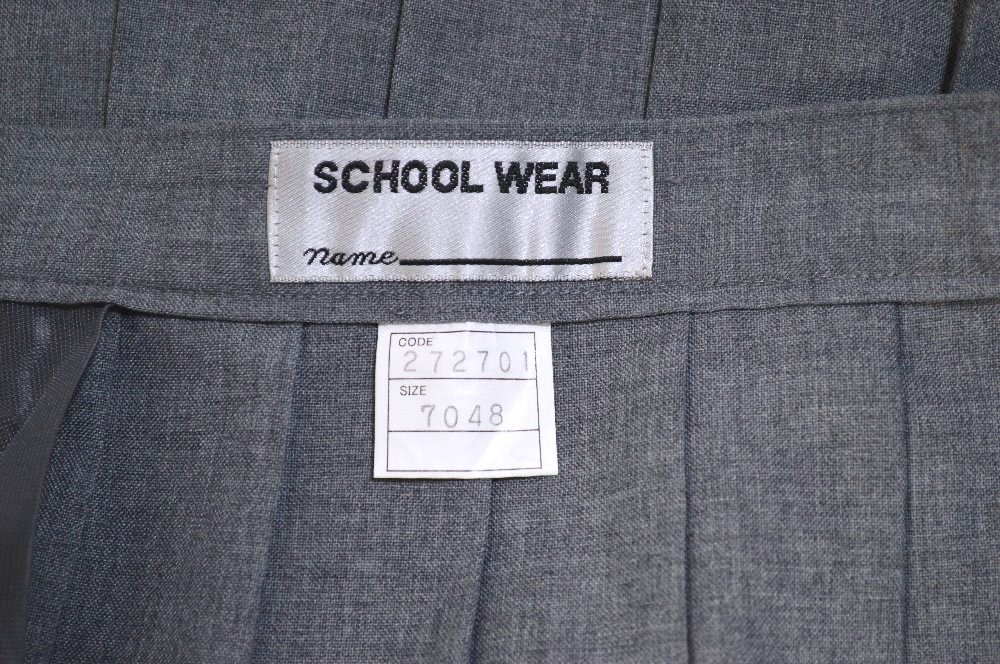 SCHOOL WEAR
Name
CODE
272701
SIZE
7048